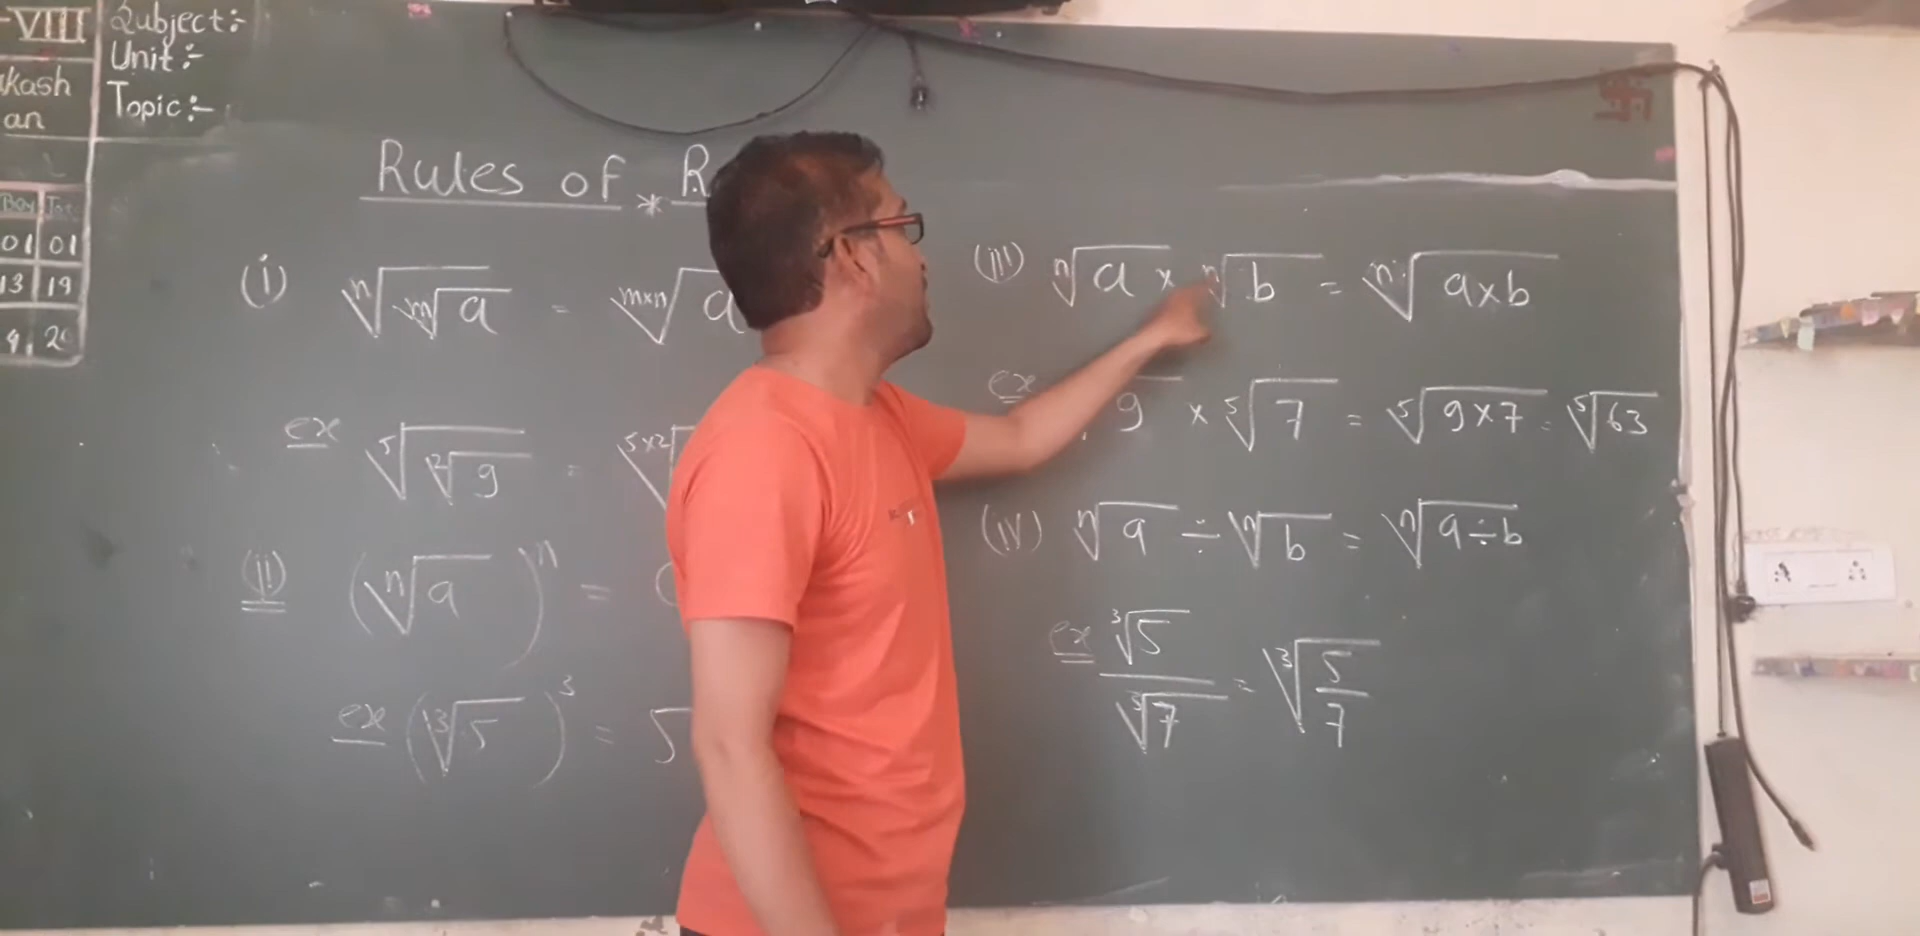 -VIII
kash
an
Subject:-
Unit:-
Topic:-
Boy Tot
01 01
13 19
Rules of * R
(i) ⁿ√ᵐ√a = ᵐˣⁿ√a
ex ⁵√²√9 = ⁵ˣ²√
(ii) (ⁿ√a)ⁿ =
ex (³√5)³ = 5
(iii) ⁿ√a × ⁿ√b = ⁿ√a×b
ex 9 × ⁵√7 = ⁵√9×7 = ⁵√63
(iv) ⁿ√a ÷ ⁿ√b = ⁿ√a÷b
ex ³√5 / ³√7 = ³√5/7